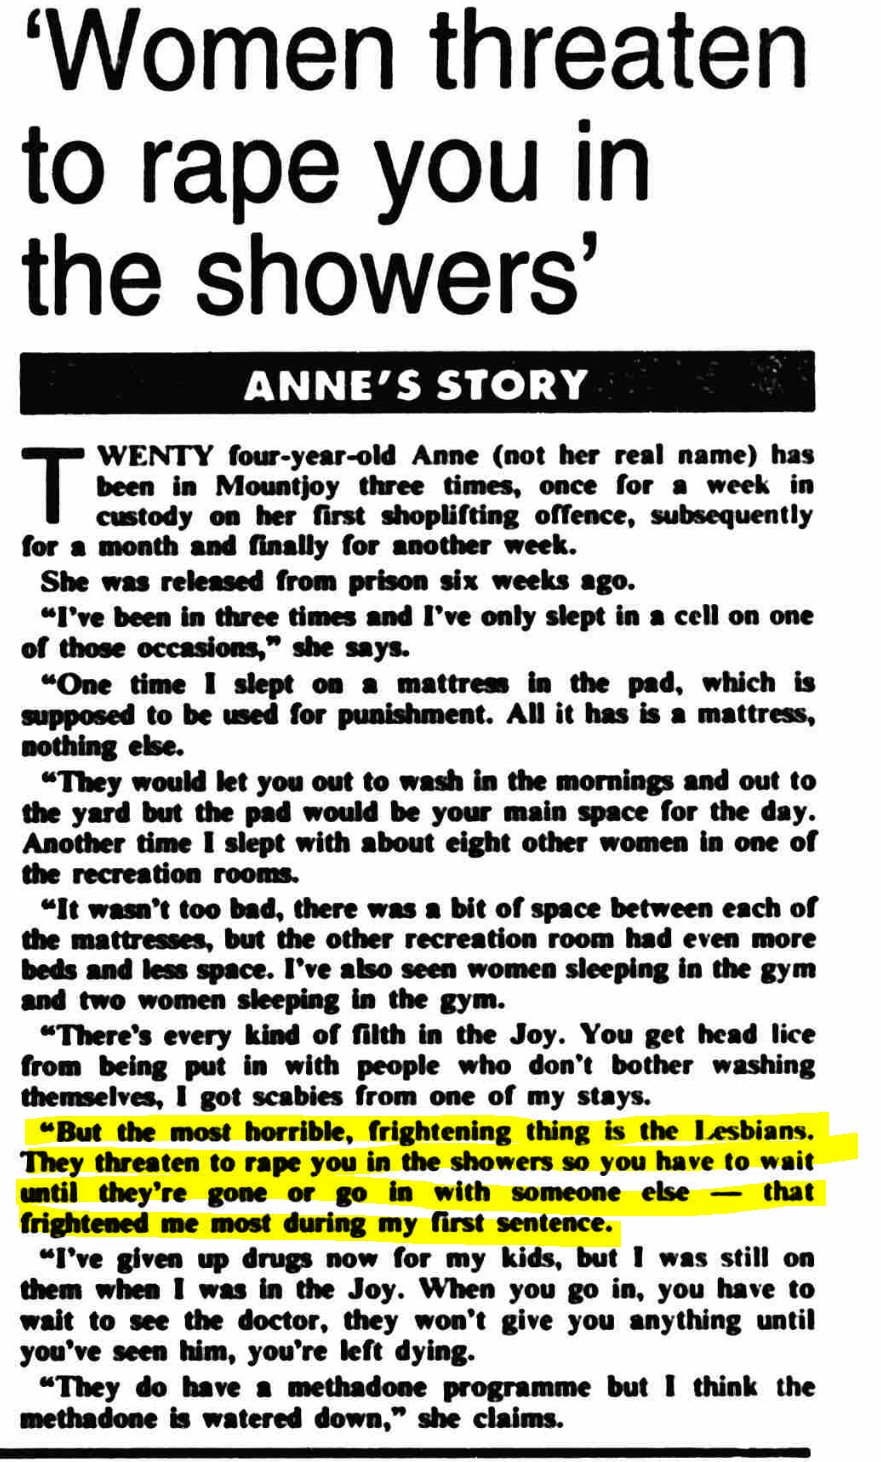 ‘Women threaten
to rape you in
the showers’
ANNE’S STORY
TWENTY four-year-old Anne (not her real name) has
been in Mountjoy three times, once for a week in
custody on her first shoplifting offence, subsequently
for a month and finally for another week.
She was released from prison six weeks ago.
“I’ve been in three times and I’ve only slept in a cell on one
of those occasions,” she says.
“One time I slept on a mattress in the pad, which is
supposed to be used for punishment. All it has is a mattress,
nothing else.
“They would let you out to wash in the mornings and out to
the yard but the pad would be your main space for the day.
Another time I slept with about eight other women in one of
the recreation rooms.
“It wasn’t too bad, there was a bit of space between each of
the mattresses, but the other recreation room had even more
beds and less space. I’ve also seen women sleeping in the gym
and two women sleeping in the gym.
“There’s every kind of filth in the Joy. You get head lice
from being put in with people who don’t bother washing
themselves, I got scabies from one of my stays.
“But the most horrible, frightening thing is the Lesbians.
They threaten to rape you in the showers so you have to wait
until they’re gone or go in with someone else — that
frightened me most during my first sentence.
“I’ve given up drugs now for my kids, but I was still on
them when I was in the Joy. When you go in, you have to
wait to see the doctor, they won’t give you anything until
you’ve seen him, you’re left dying.
“They do have a methadone programme but I think the
methadone is watered down,” she claims.